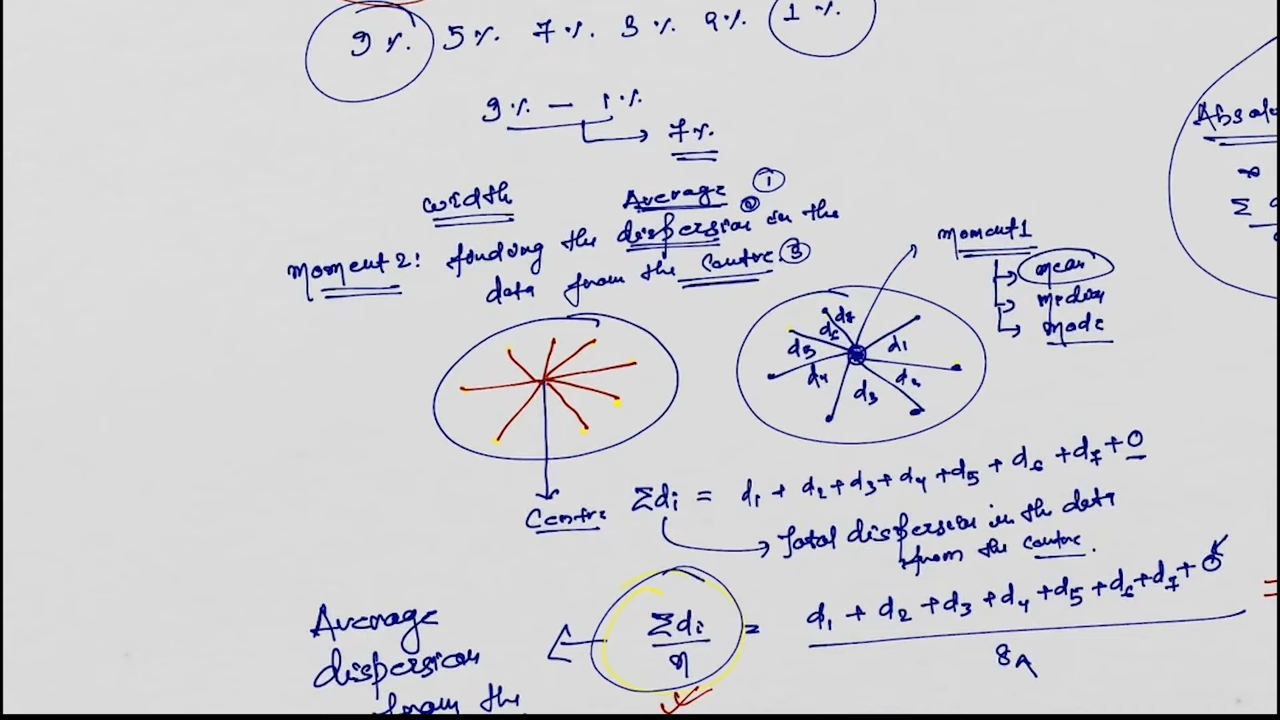 9% 5% 7% 3% 9% 1%
9% - 1%
7%
width
Average 1
moment 2: finding the dispersion 2 in the
data from the Centre 3
moment 1
mean
median
mode
d1
d2
d3
d4
d5
d6
d7
Centre
Σdi = d1 + d2 + d3 + d4 + d5 + d6 + d7 + 0
Total dispersion in the data
from the centre.
Average
dispersion
from the
Σdi / n = d1 + d2 + d3 + d4 + d5 + d6 + d7 + 0 / 8
Σ